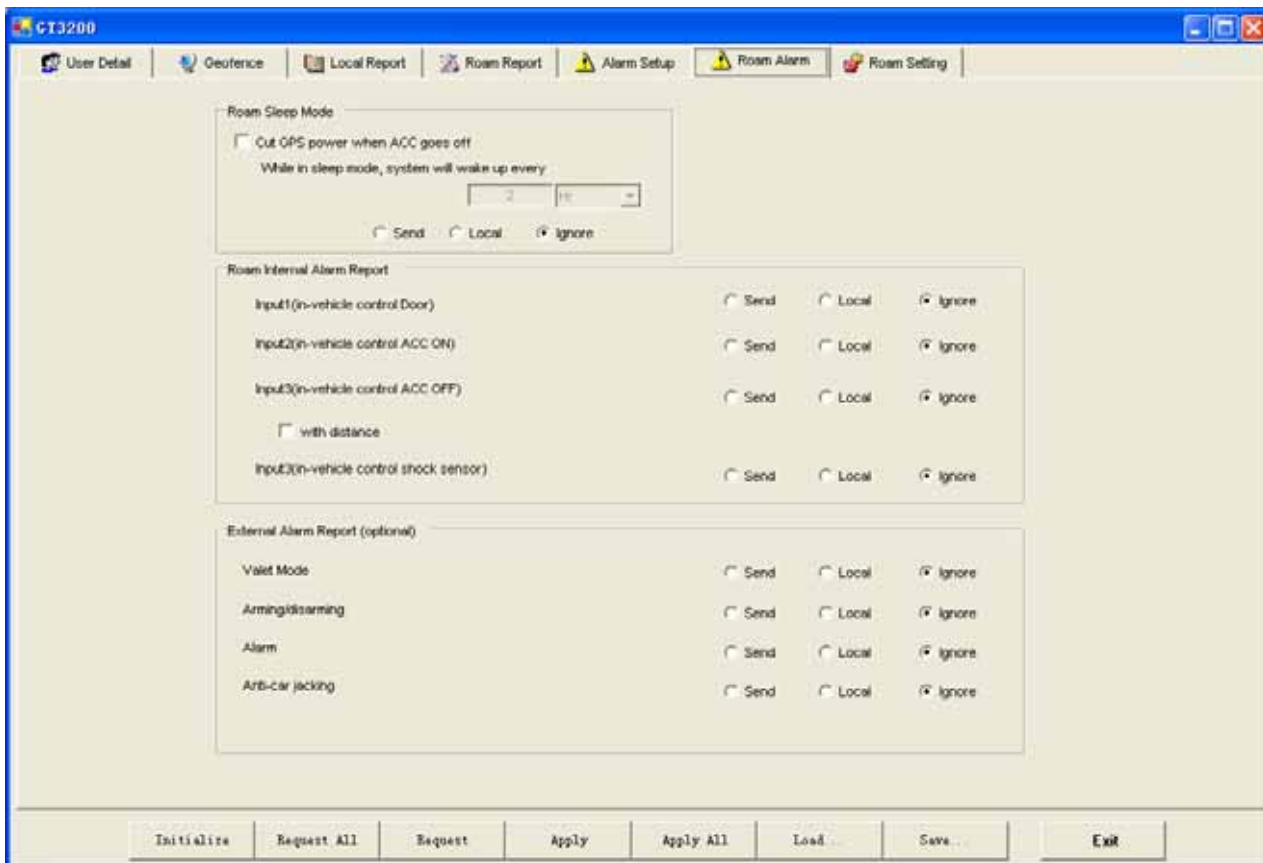 GT3200
User Detail Geofence Local Report Roam Report Alarm Setup Roam Alarm Roam Setting
Roam Sleep Mode
Cut GPS power when ACC goes off
While in sleep mode, system will wake up every
2 Hr
Send Local Ignore
Roam Internal Alarm Report
Input1(in-vehicle control Door) Send Local Ignore
Input2(in-vehicle control ACC ON) Send Local Ignore
Input3(in-vehicle control ACC OFF) Send Local Ignore
with distance
Input3(in-vehicle control shock sensor) Send Local Ignore
External Alarm Report (optional)
Valet Mode Send Local Ignore
Arming/disarming Send Local Ignore
Alarm Send Local Ignore
Anti-car jacking Send Local Ignore
Initialize Request All Request Apply Apply All Load... Save... Exit